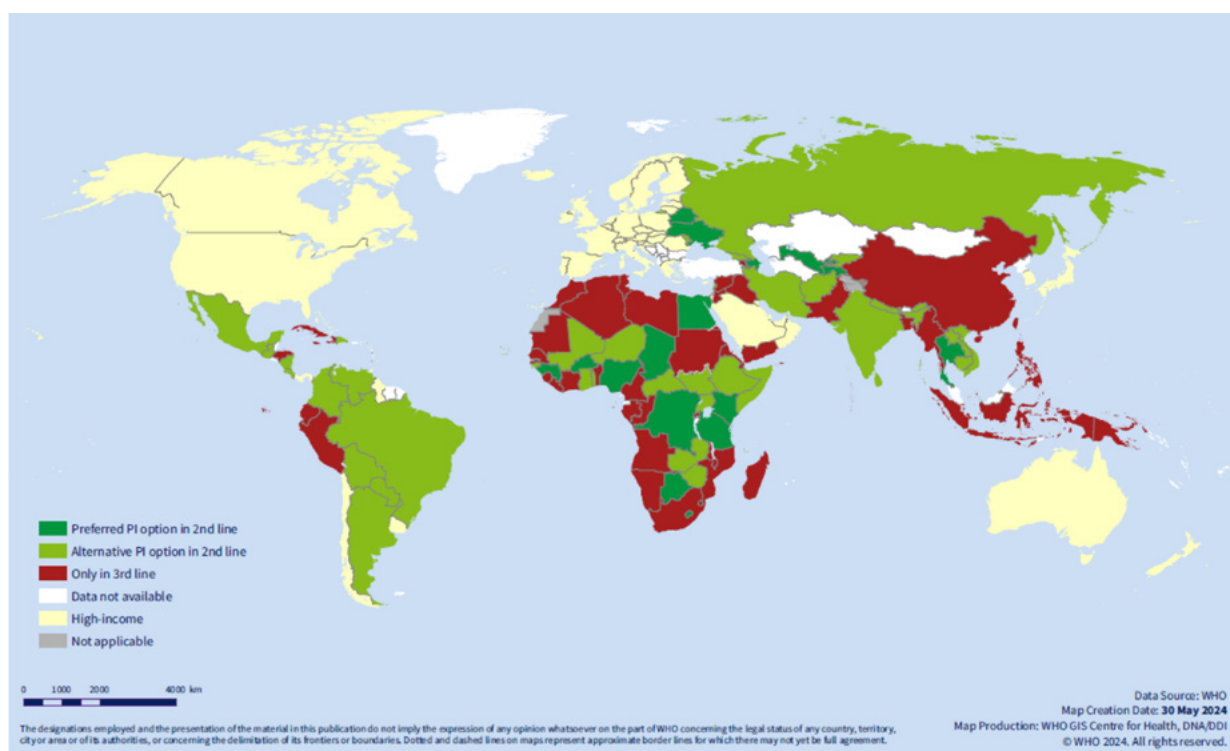 Preferred PI option in 2nd line
Alternative PI option in 2nd line
Only in 3rd line
Data not available
High-income
Not applicable
0 1000 2000 4000 km
Data Source: WHO
Map Creation Date: 30 May 2024
Map Production: WHO GIS Centre for Health, DNA/DDI
© WHO 2024. All rights reserved.
The designations employed and the presentation of the material in this publication do not imply the expression of any opinion whatsoever on the part of WHO concerning the legal status of any country, territory,
city or area or of its authorities, or concerning the delimitation of its frontiers or boundaries. Dotted and dashed lines on maps represent approximate border lines for which there may not yet be full agreement.